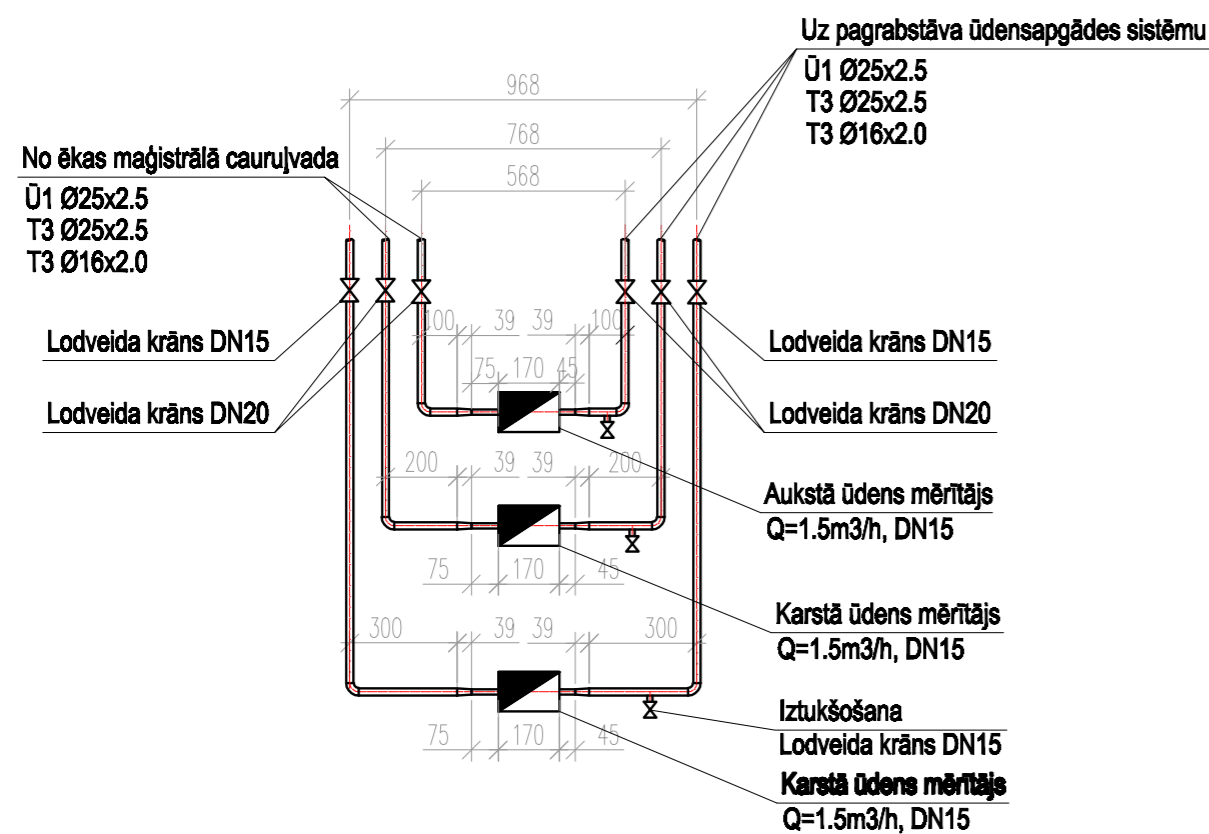 Uz pagrabstāva ūdensapgādes sistēmu
Ū1 Ø25x2.5
T3 Ø25x2.5
T3 Ø16x2.0
968
768
568
No ēkas maģistrālā cauruļvada
Ū1 Ø25x2.5
T3 Ø25x2.5
T3 Ø16x2.0
100 39 39 100
Lodveida krāns DN15
Lodveida krāns DN15
75 170 45
Lodveida krāns DN20
Lodveida krāns DN20
200 39 39 200
Aukstā ūdens mērītājs
Q=1.5m3/h, DN15
75 170 45
Karstā ūdens mērītājs
Q=1.5m3/h, DN15
300 39 39 300
Iztukšošana
Lodveida krāns DN15
75 170 45
Karstā ūdens mērītājs
Q=1.5m3/h, DN15